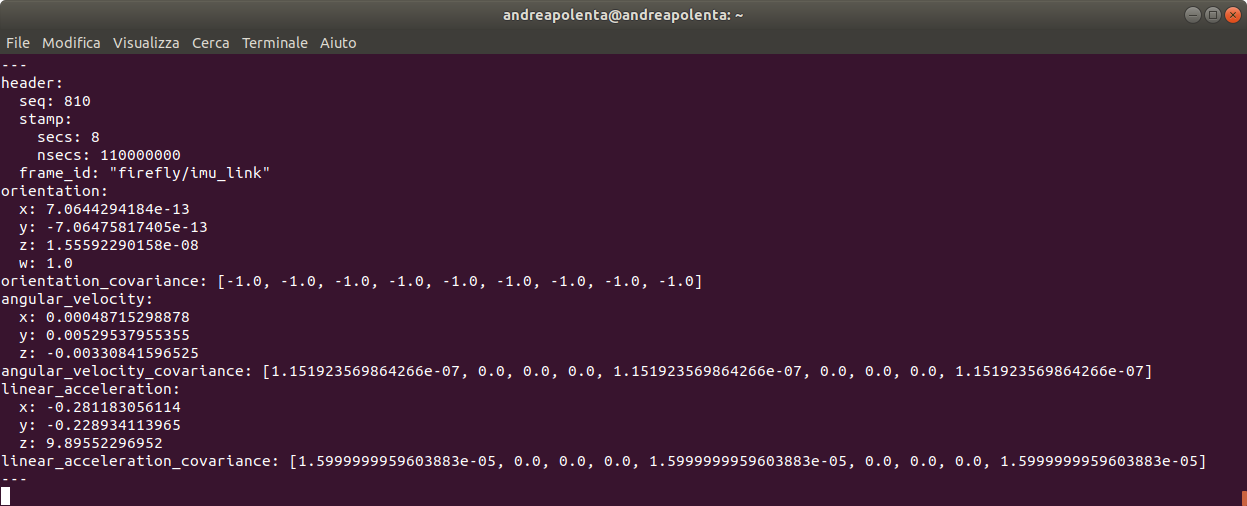 andreapolenta@andreapolenta: ~
File Modifica Visualizza Cerca Terminale Aiuto
---
header:
  seq: 810
  stamp:
    secs: 8
    nsecs: 110000000
  frame_id: "firefly/imu_link"
orientation:
  x: 7.0644294184e-13
  y: -7.06475817405e-13
  z: 1.55592290158e-08
  w: 1.0
orientation_covariance: [-1.0, -1.0, -1.0, -1.0, -1.0, -1.0, -1.0, -1.0, -1.0]
angular_velocity:
  x: 0.00048715298878
  y: 0.00529537955355
  z: -0.00330841596525
angular_velocity_covariance: [1.151923569864266e-07, 0.0, 0.0, 0.0, 1.151923569864266e-07, 0.0, 0.0, 0.0, 1.151923569864266e-07]
linear_acceleration:
  x: -0.281183056114
  y: -0.228934113965
  z: 9.89552296952
linear_acceleration_covariance: [1.5999999959603883e-05, 0.0, 0.0, 0.0, 1.5999999959603883e-05, 0.0, 0.0, 0.0, 1.5999999959603883e-05]
---